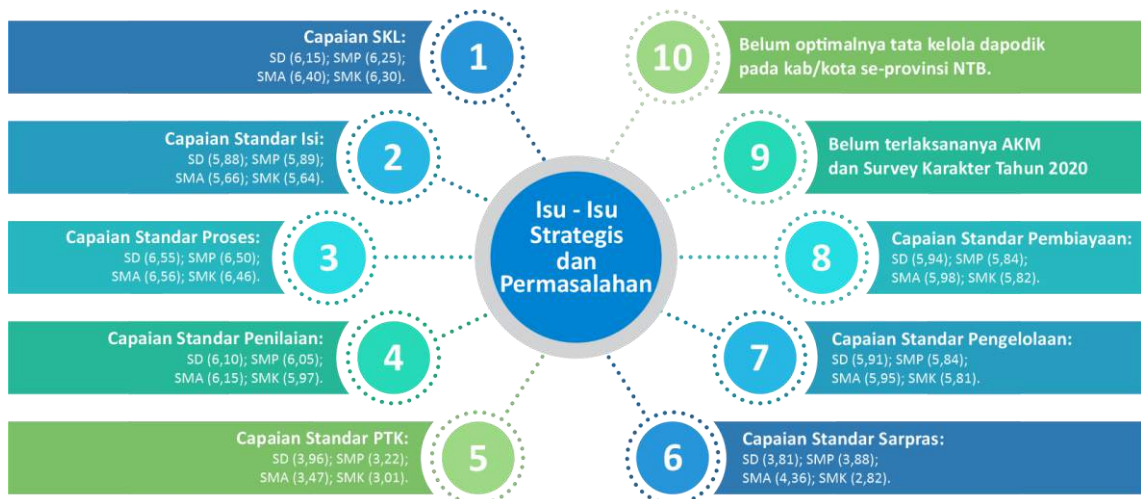 Isu - Isu
Strategis
dan
Permasalahan
1
Capaian SKL:
SD (6,15); SMP (6,25);
SMA (6,40); SMK (6,30).
2
Capaian Standar Isi:
SD (5,88); SMP (5,89);
SMA (5,66); SMK (5,64).
3
Capaian Standar Proses:
SD (6,55); SMP (6,50);
SMA (6,56); SMK (6,46).
4
Capaian Standar Penilaian:
SD (6,10); SMP (6,05);
SMA (6,15); SMK (5,97).
5
Capaian Standar PTK:
SD (3,96); SMP (3,22);
SMA (3,47); SMK (3,01).
6
Capaian Standar Sarpras:
SD (3,81); SMP (3,88);
SMA (4,36); SMK (2,82).
7
Capaian Standar Pengelolaan:
SD (5,91); SMP (5,84);
SMA (5,95); SMK (5,81).
8
Capaian Standar Pembiayaan:
SD (5,94); SMP (5,84);
SMA (5,98); SMK (5,82).
9
Belum terlaksananya AKM
dan Survey Karakter Tahun 2020
10
Belum optimalnya tata kelola dapodik
pada kab/kota se-provinsi NTB.